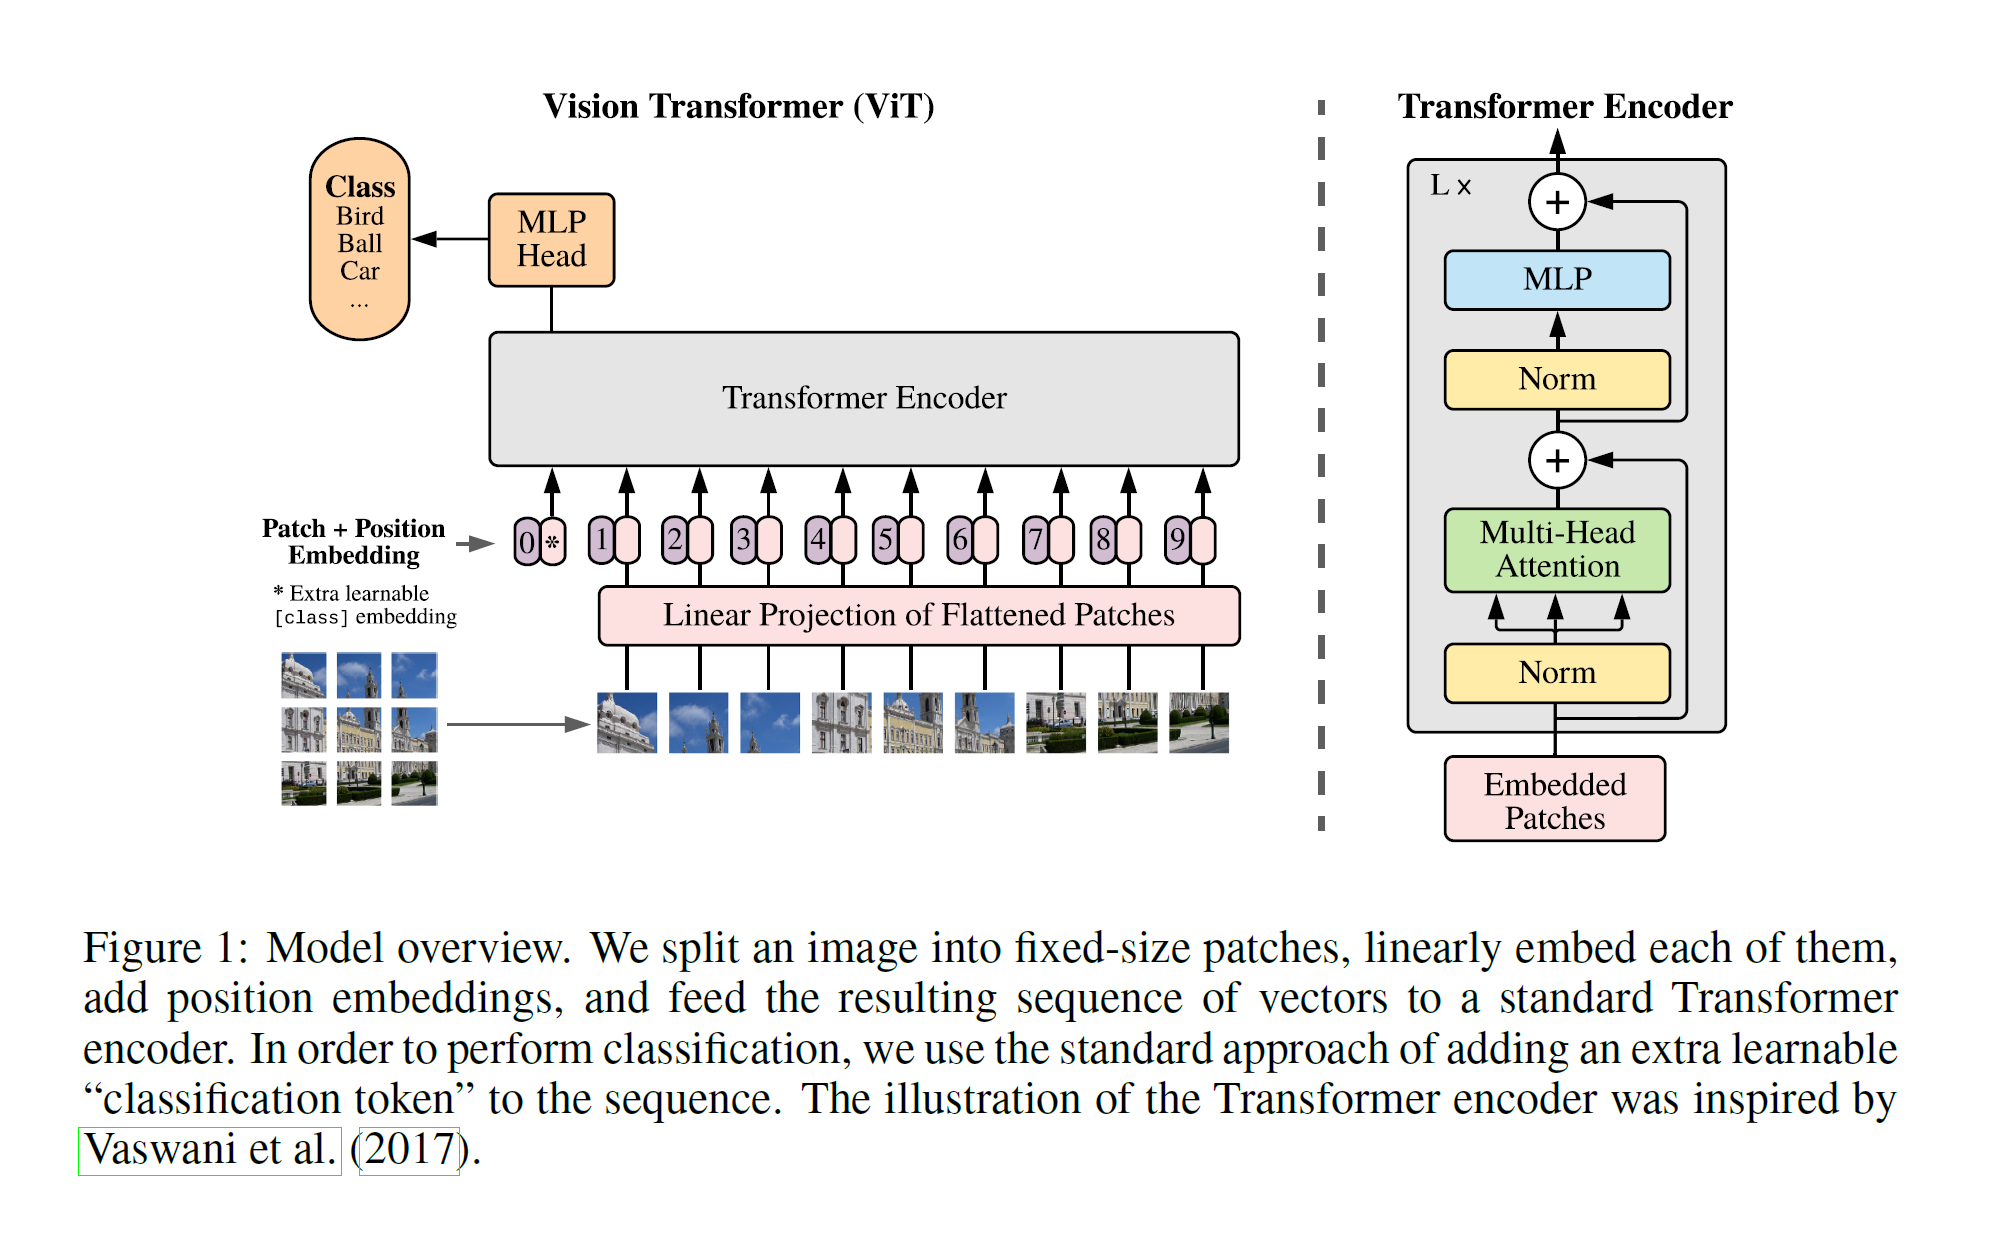 Vision Transformer (ViT)
Class
Bird
Ball
Car
...
MLP
Head
Transformer Encoder
Patch + Position
Embedding
* Extra learnable
[class] embedding
0 * 1 2 3 4 5 6 7 8 9
Linear Projection of Flattened Patches
Transformer Encoder
L ×
+
MLP
Norm
+
Multi-Head
Attention
Norm
Embedded
Patches
Figure 1: Model overview. We split an image into fixed-size patches, linearly embed each of them,
add position embeddings, and feed the resulting sequence of vectors to a standard Transformer
encoder. In order to perform classification, we use the standard approach of adding an extra learnable
“classification token” to the sequence. The illustration of the Transformer encoder was inspired by
Vaswani et al. (2017).